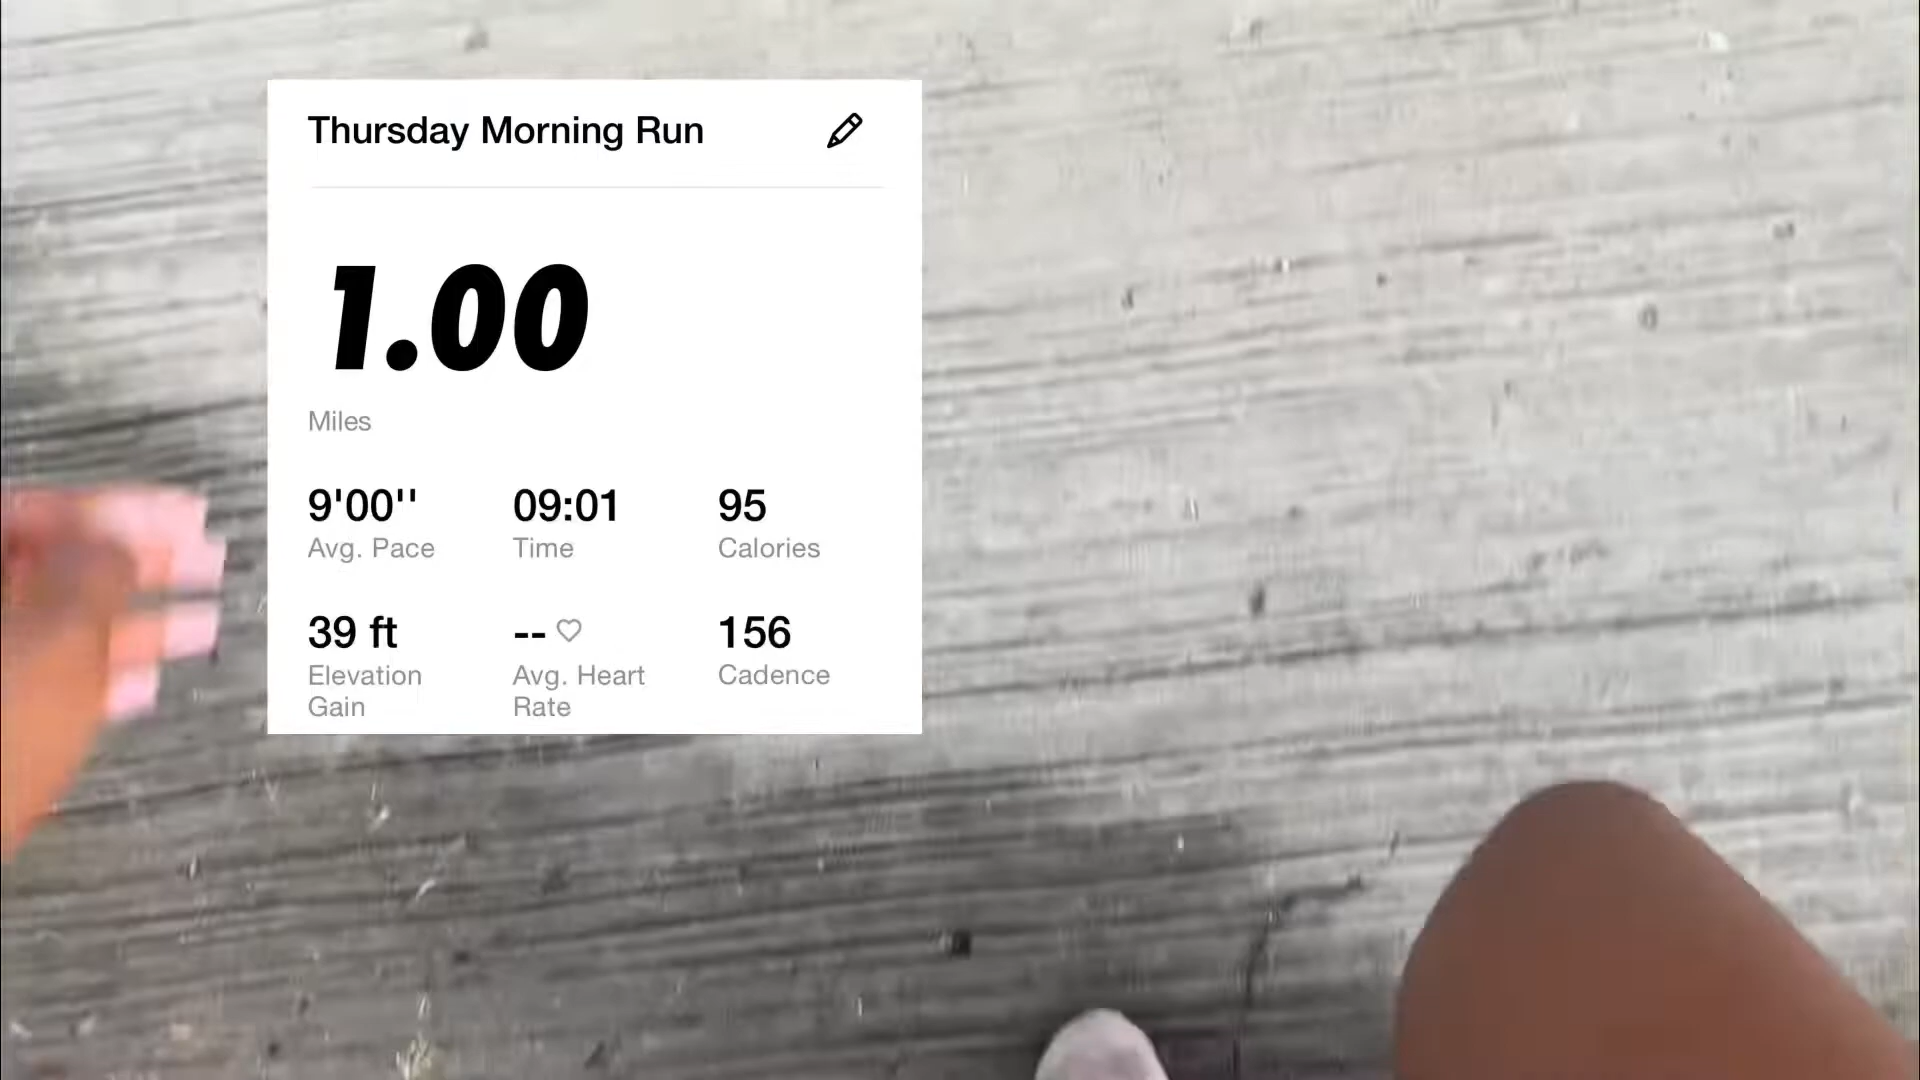 Thursday Morning Run
1.00
Miles
9'00'' 09:01 95
Avg. Pace Time Calories
39 ft -- 156
Elevation Gain Avg. Heart Rate Cadence